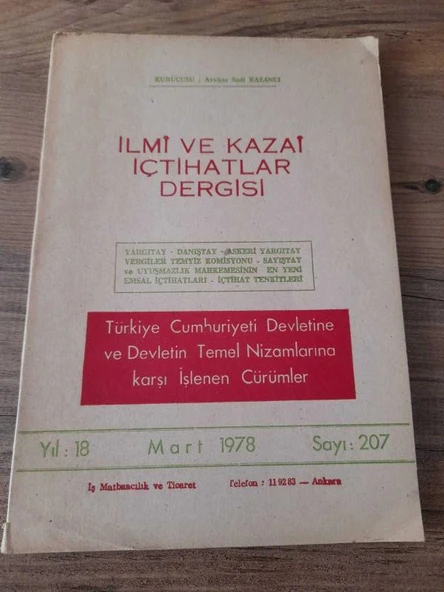 KURUCUSU : Avukat Sadi KAZANCI
İLMÎ VE KAZAÎ
İÇTİHATLAR
DERGİSİ
YARGITAY - DANIŞTAY - ASKERİ YARGITAY
VERGİLER TEMYİZ KOMİSYONU - SAYIŞTAY
ve UYUŞMAZLIK MAHKEMESİNİN EN YENİ
EMSAL İÇTİHATLARI - İÇTİHAT TENKİTLERİ
Türkiye Cumhuriyeti Devletine
ve Devletin Temel Nizamlarına
karşı İşlenen Cürümler
Yıl : 18 Mart 1978 Sayı : 207
İş Matbaacılık ve Ticaret Telefon : 11 92 83 — Ankara